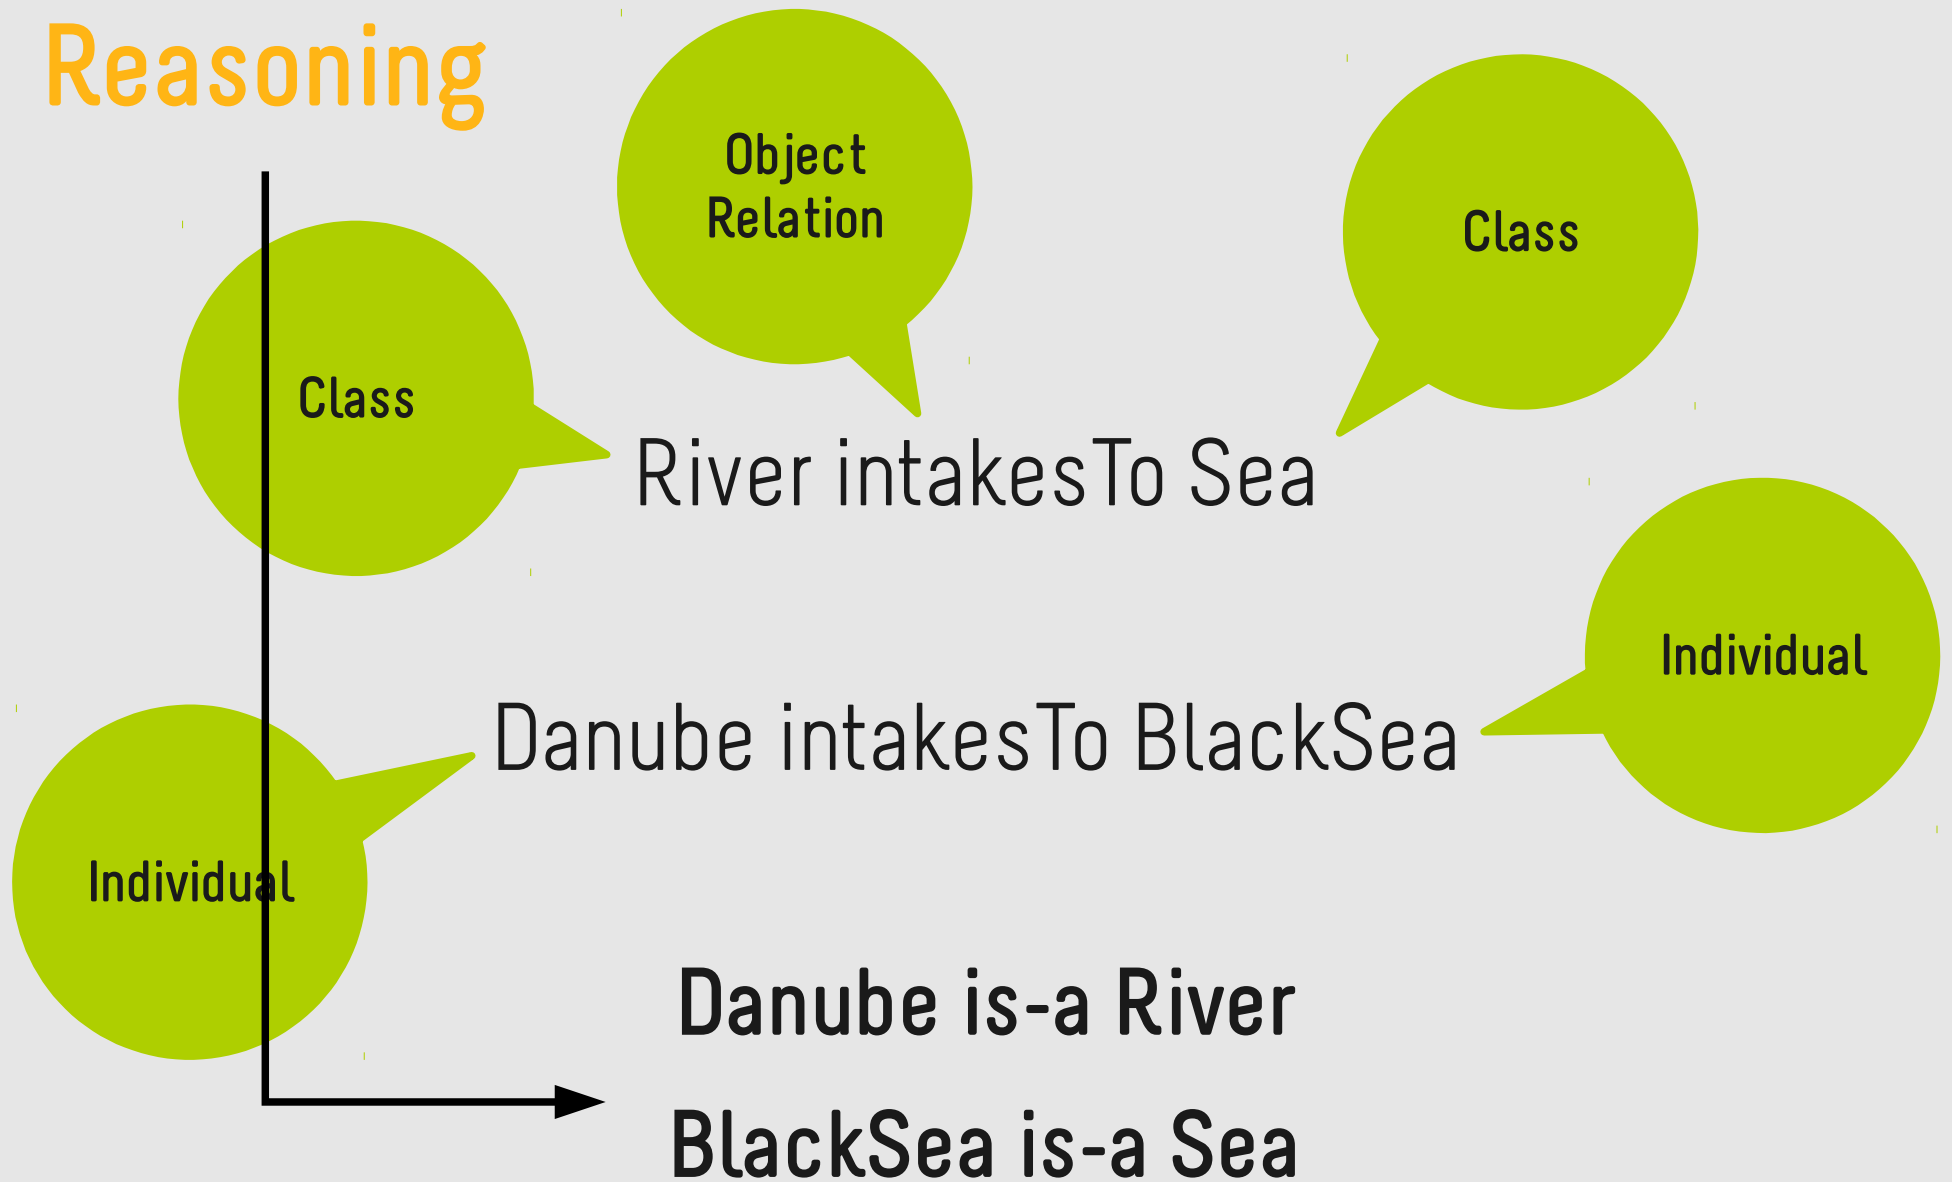 Reasoning
Object
Relation
Class
Class
River intakesTo Sea
Individual
Danube intakesTo BlackSea
Individual
Danube is-a River
BlackSea is-a Sea